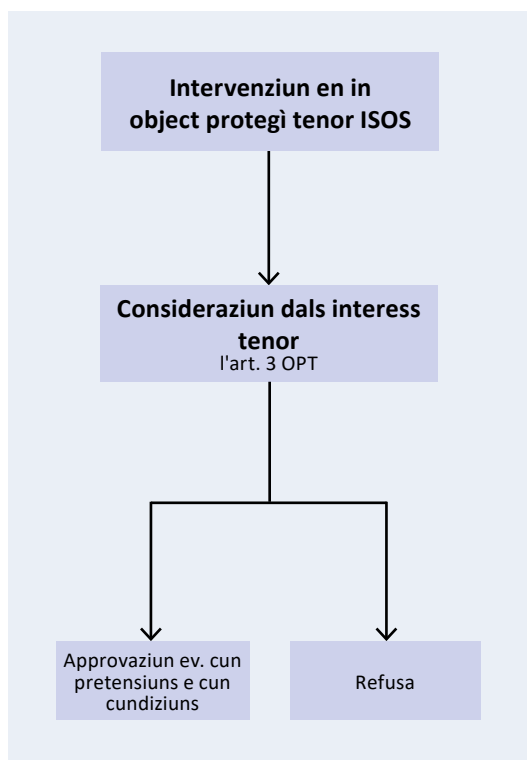 Intervenziun en in
object protegì tenor ISOS
Consideraziun dals interess
tenor
l'art. 3 OPT
Approvaziun ev. cun
pretensiuns e cun
cundiziuns
Refusa